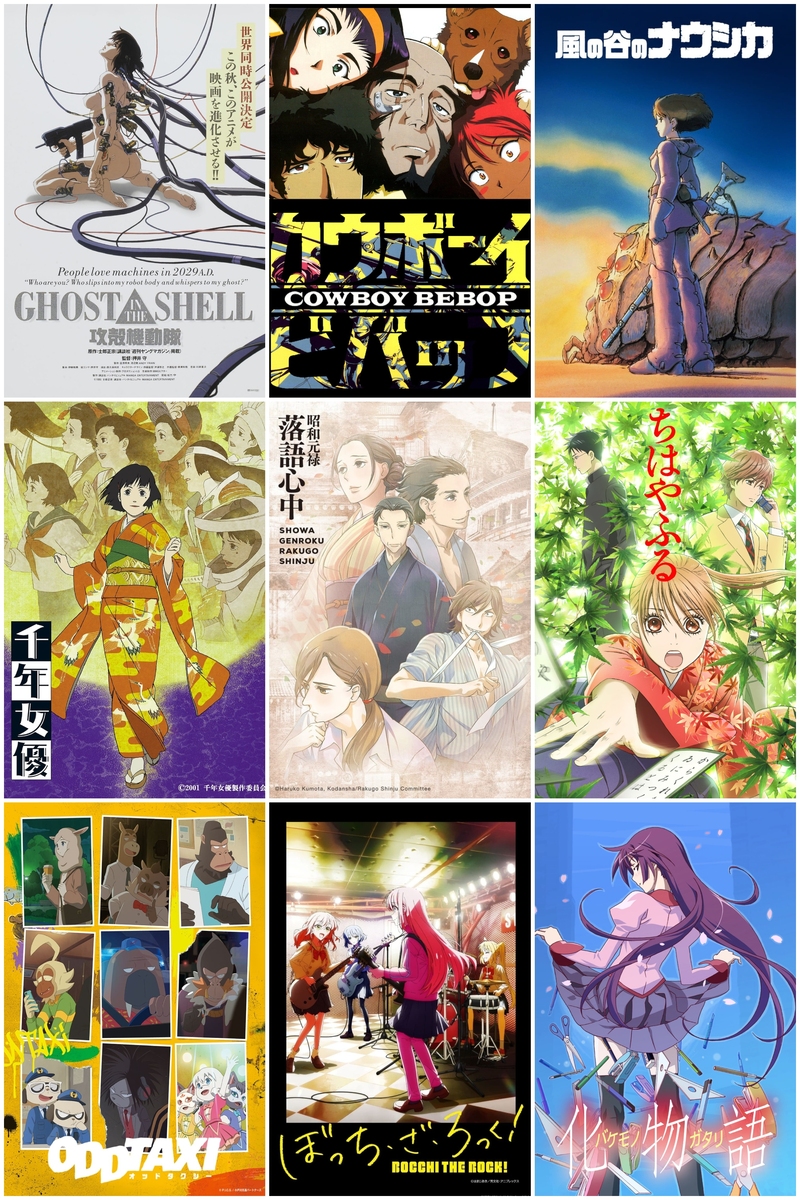 世界同時公開決定
この秋、このアニメが
映画を進化させる!!
People love machines in 2029 A.D.
"Who are you? Who slips into my robot body and whispers to my ghost?"
GHOST IN THE SHELL
攻殻機動隊
カウボーイ
COWBOY BEBOP
ビバップ
風の谷のナウシカ
千年女優
©2001 千年女優製作委員会
昭和元禄
落語心中
SHOWA
GENROKU
RAKUGO
SHINJU
©Haruko Kumota, Kodansha/Rakugo Shinju Committee
ちはやふる
ODDTAXI
オッドタクシー
ぼっち・ざ・ろっく!
BOCCHI THE ROCK!
化物語
バケモノガタリ